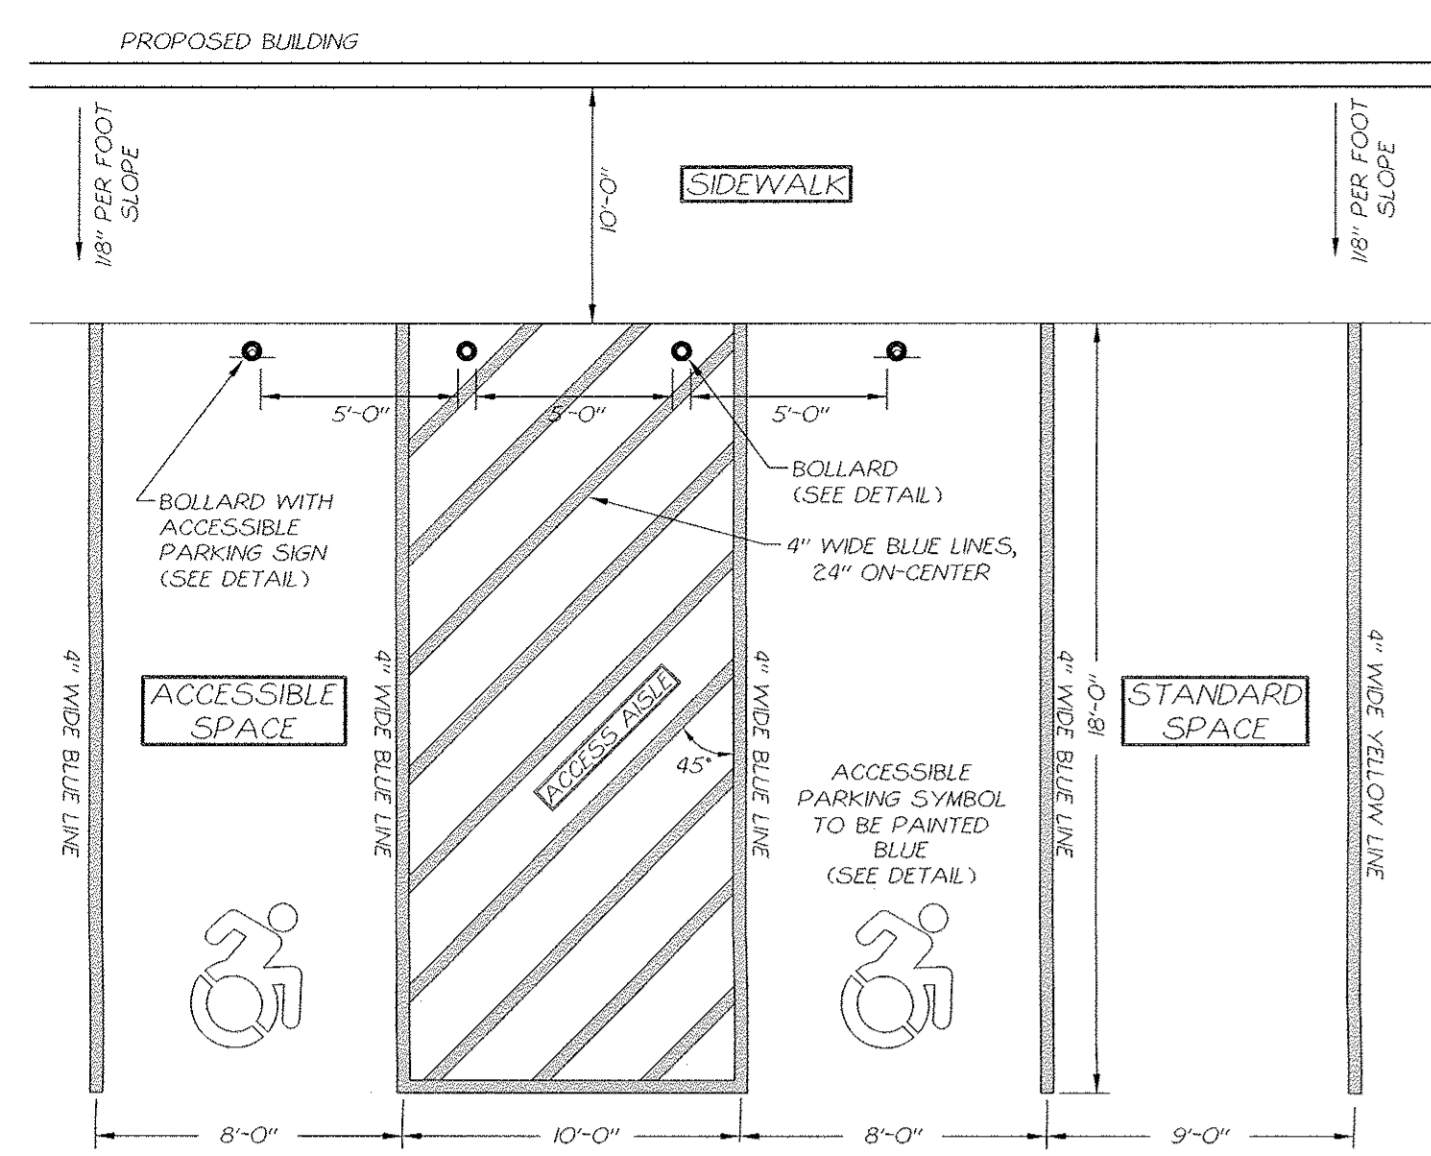 PROPOSED BUILDING
1/8" PER FOOT
SLOPE
10'-0"
SIDEWALK
1/8" PER FOOT
SLOPE
5'-0"
5'-0"
5'-0"
BOLLARD WITH
ACCESSIBLE
PARKING SIGN
(SEE DETAIL)
BOLLARD
(SEE DETAIL)
4" WIDE BLUE LINES,
24" ON-CENTER
4" WIDE BLUE LINE
ACCESSIBLE
SPACE
4" WIDE BLUE LINE
ACCESS AISLE
45°
4" WIDE BLUE LINE
ACCESSIBLE
PARKING SYMBOL
TO BE PAINTED
BLUE
(SEE DETAIL)
4" WIDE BLUE LINE
18'-0"
STANDARD
SPACE
4" WIDE YELLOW LINE
8'-0"
10'-0"
8'-0"
9'-0"